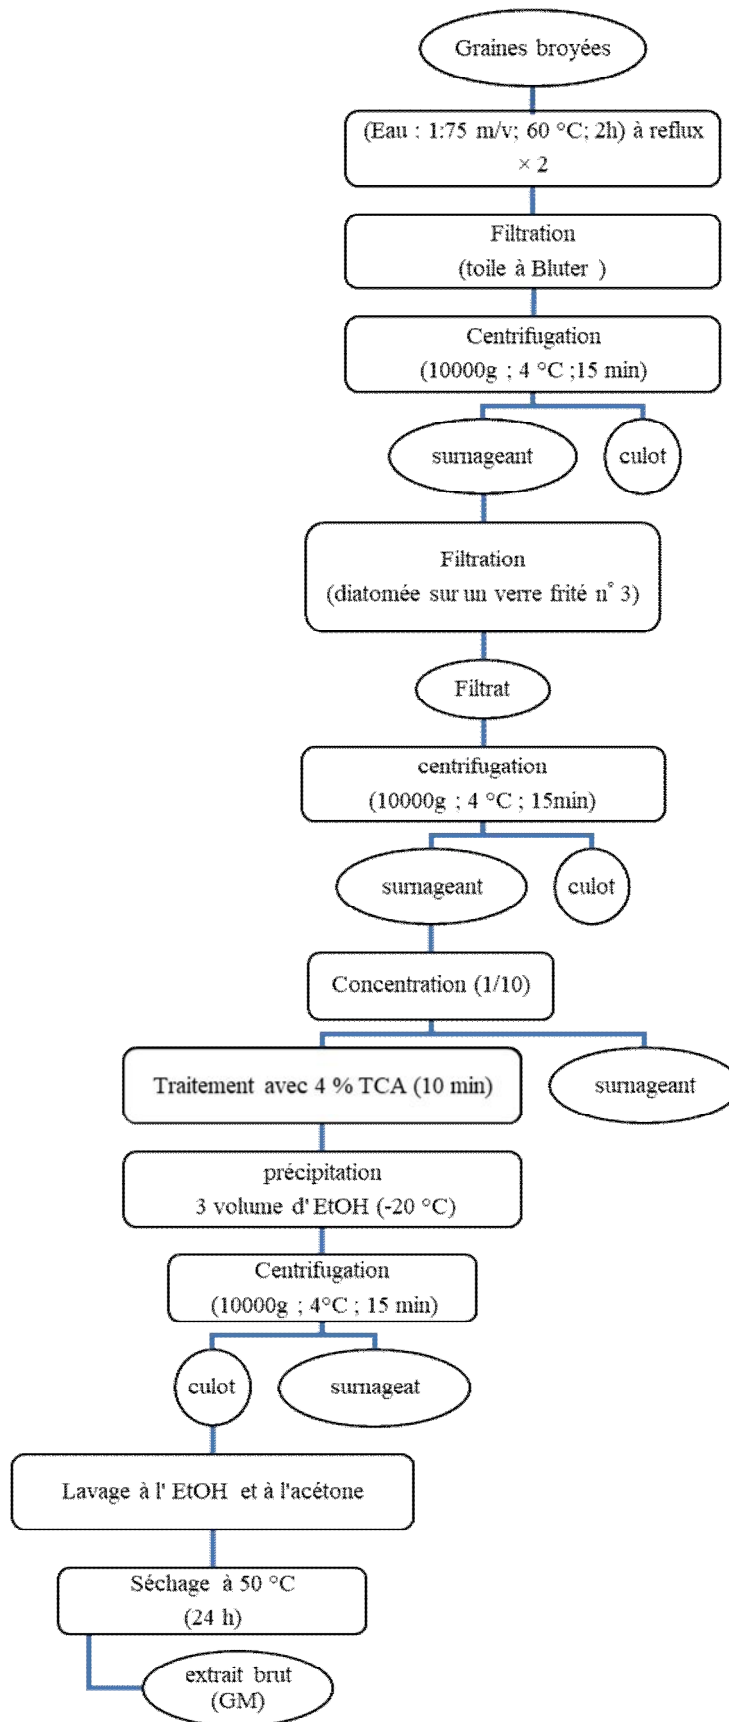 Graines broyées
(Eau : 1:75 m/v; 60 °C; 2h) à reflux
× 2
Filtration
(toile à Bluter )
Centrifugation
(10000g ; 4 °C ;15 min)
surnageant
culot
Filtration
(diatomée sur un verre frité n° 3)
Filtrat
centrifugation
(10000g ; 4 °C ; 15min)
surnageant
culot
Concentration (1/10)
Traitement avec 4 % TCA (10 min)
surnageant
précipitation
3 volume d' EtOH (-20 °C)
Centrifugation
(10000g ; 4°C ; 15 min)
culot
surnageat
Lavage à l' EtOH et à l'acétone
Séchage à 50 °C
(24 h)
extrait brut
(GM)